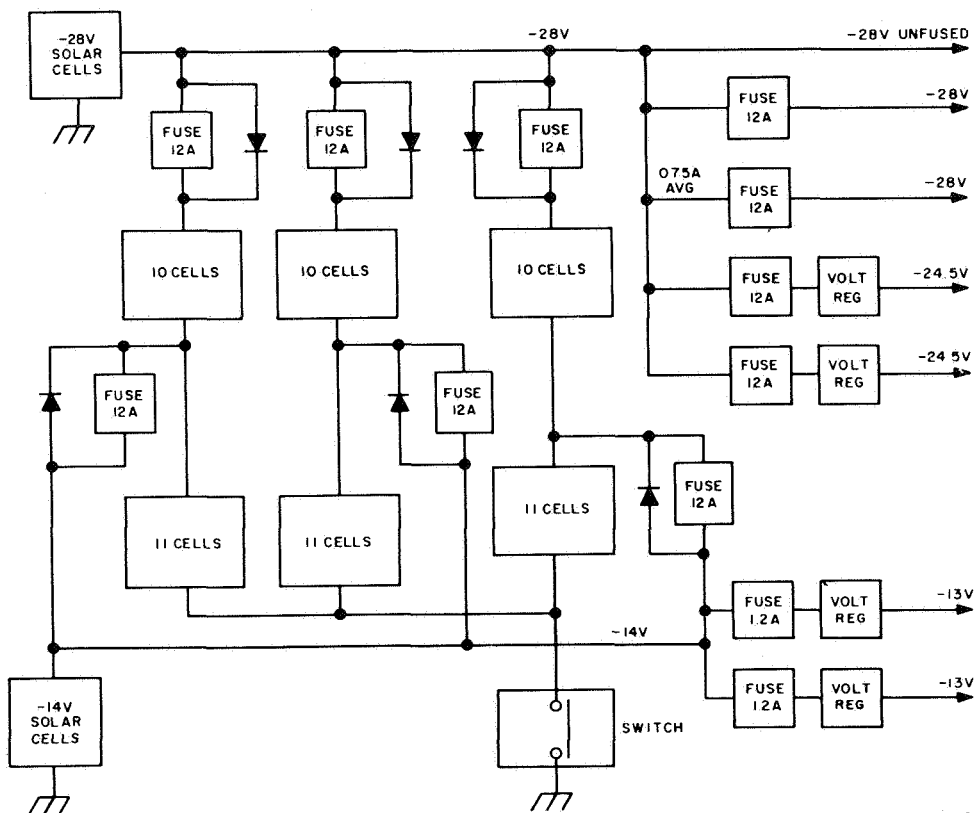 -28V
SOLAR
CELLS
-28V
-28V UNFUSED
FUSE
12A
FUSE
12A
FUSE
12A
FUSE
12A
-28V
075A
AVG
FUSE
12A
-28V
10 CELLS
10 CELLS
10 CELLS
FUSE
12A
VOLT
REG
-24.5V
FUSE
12A
VOLT
REG
-24.5V
FUSE
12A
FUSE
12A
FUSE
12A
11 CELLS
11 CELLS
11 CELLS
FUSE
1.2A
VOLT
REG
-13V
-14V
FUSE
1.2A
VOLT
REG
-13V
-14V
SOLAR
CELLS
SWITCH